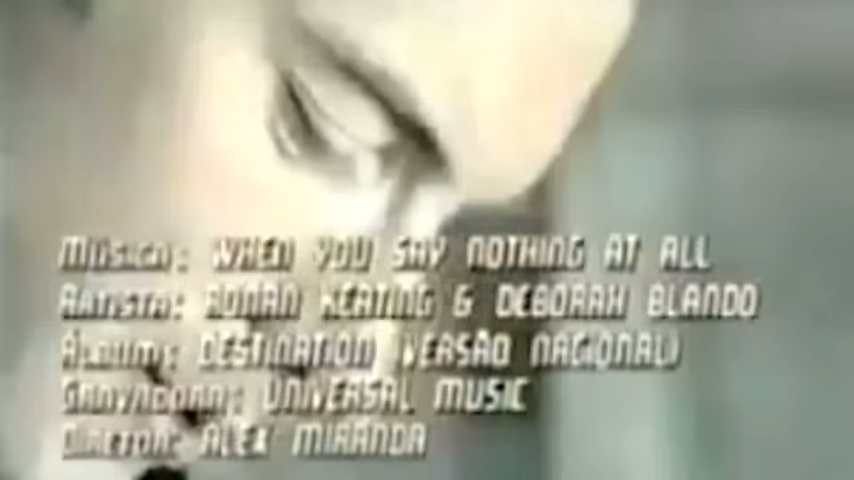 Música: WHEN YOU SAY NOTHING AT ALL
Artista: RONAN KEATING & DEBORAH BLANDO
Álbum: DESTINATION (VERSÃO NACIONAL)
Gravadora: UNIVERSAL MUSIC
Diretor: ALEX MIRANDA